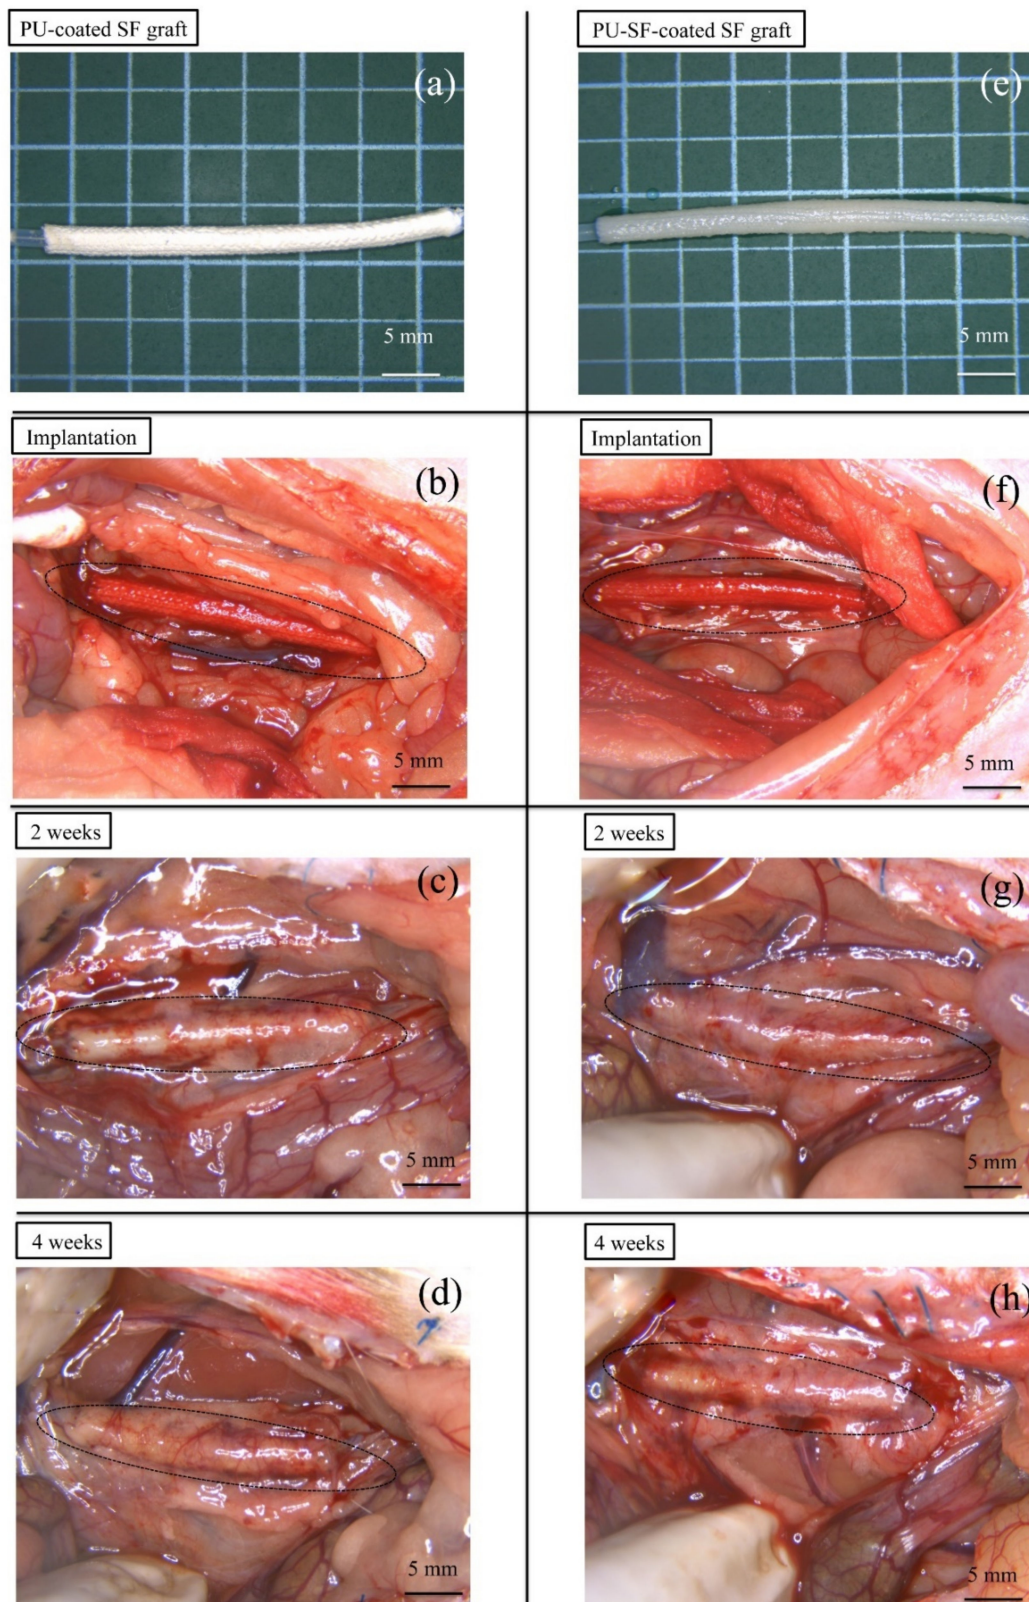 PU-coated SF graft
PU-SF-coated SF graft
(a)
5 mm
(e)
5 mm
Implantation
Implantation
(b)
5 mm
(f)
5 mm
2 weeks
2 weeks
(c)
5 mm
(g)
5 mm
4 weeks
4 weeks
(d)
5 mm
(h)
5 mm